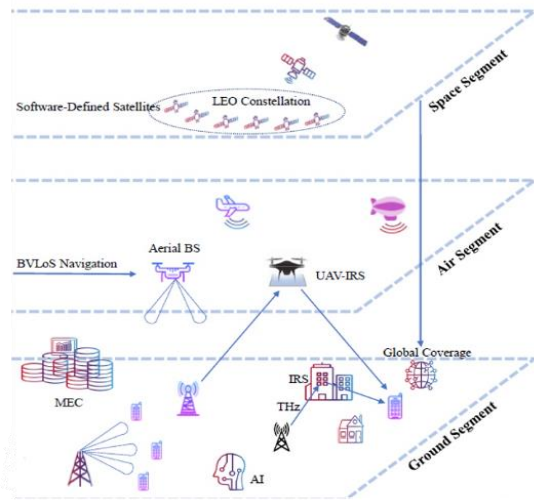 Space Segment
LEO Constellation
Software-Defined Satellites
Air Segment
Aerial BS
BVLoS Navigation
UAV-IRS
Global Coverage
IRS
MEC
THz
Ground Segment
AI